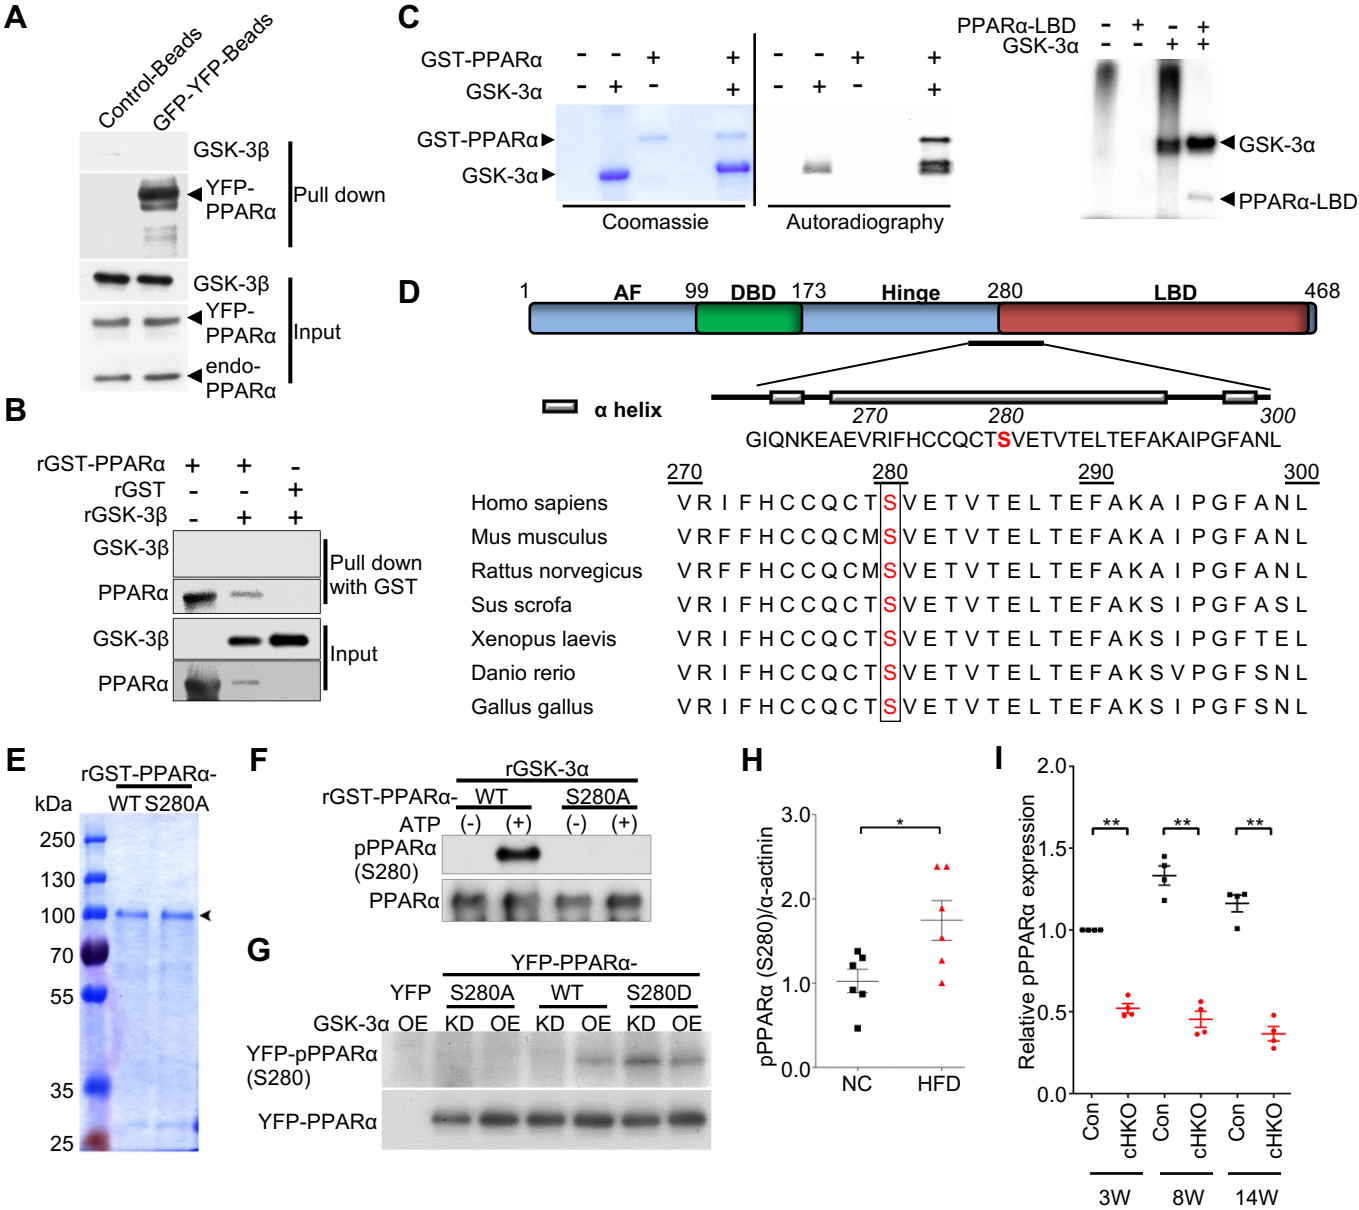 A
Control-Beads
GFP-YFP-Beads
GSK-3β
YFP-
PPARα
Pull down
GSK-3β
YFP-
PPARα
Input
endo-
PPARα
B
rGST-PPARα + + -
rGST - - +
rGSK-3β - + +
GSK-3β
PPARα
Pull down
with GST
GSK-3β
PPARα
Input
C
GST-PPARα - - + + - - + +
GSK-3α - + - + - + - +
GST-PPARα
GSK-3α
Coomassie
Autoradiography
PPARα-LBD - + - +
GSK-3α - - + +
GSK-3α
PPARα-LBD
D
1 AF 99 DBD 173 Hinge 280 LBD 468
α helix
270 280 300
GIQNKEAEVRIFHCCQCTSVETVTELTEFAKAIPGFANL
270 280 290 300
Homo sapiens V R I F H C C Q C T S V E T V T E L T E F A K A I P G F A N L
Mus musculus V R F F H C C Q C M S V E T V T E L T E F A K A I P G F A N L
Rattus norvegicus V R F F H C C Q C M S V E T V T E L T E F A K A I P G F A N L
Sus scrofa V R I F H C C Q C T S V E T V T E L T E F A K S I P G F A S L
Xenopus laevis V R I F H C C Q C T S V E T V T E L T E F A K S I P G F T E L
Danio rerio V R I F H C C Q C T S V E T V T E L T E F A K S V P G F S N L
Gallus gallus V R I F H C C Q C T S V E T V T E L T E F A K S I P G F S N L
E
rGST-PPARα-
kDa WT S280A
250
130
100
70
55
35
25
F
rGSK-3α
rGST-PPARα- WT S280A
ATP (-) (+) (-) (+)
pPPARα
(S280)
PPARα
G
YFP-PPARα-
YFP S280A WT S280D
GSK-3α OE KD OE KD OE KD OE
YFP-pPPARα
(S280)
YFP-PPARα
H
pPPARα (S280)/α-actinin
3.0
2.0
1.0
0.0
*
NC HFD
I
Relative pPPARα expression
2.0
1.5
1.0
0.5
0.0
** ** **
Con cHKO Con cHKO Con cHKO
3W 8W 14W